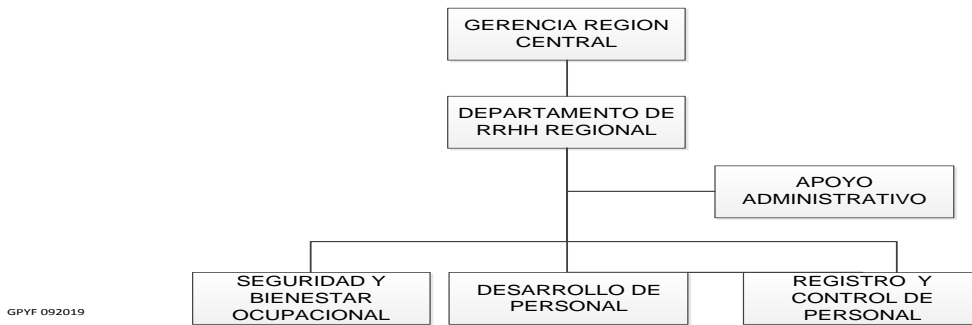 GERENCIA REGION
CENTRAL
DEPARTAMENTO DE
RRHH REGIONAL
APOYO
ADMINISTRATIVO
SEGURIDAD Y
BIENESTAR
OCUPACIONAL
DESARROLLO DE
PERSONAL
REGISTRO Y
CONTROL DE
PERSONAL
GPYF 092019